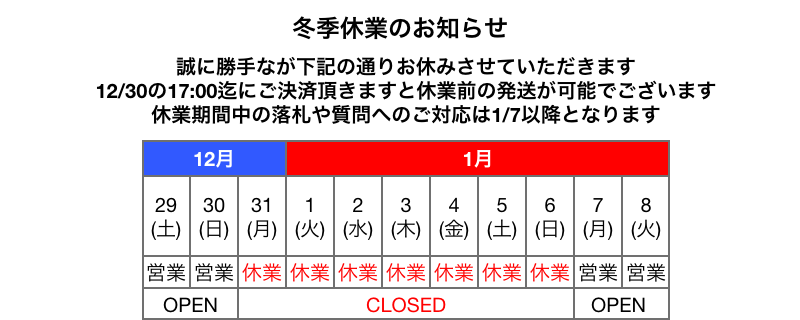 冬季休業のお知らせ
誠に勝手なが下記の通りお休みさせていただきます
12/30の17:00迄にご決済頂きますと休業前の発送が可能でございます
休業期間中の落札や質問へのご対応は1/7以降となります
12月 1月
29 30 31 1 2 3 4 5 6 7 8
(土) (日) (月) (火) (水) (木) (金) (土) (日) (月) (火)
営業 営業 休業 休業 休業 休業 休業 休業 休業 営業 営業
OPEN CLOSED OPEN